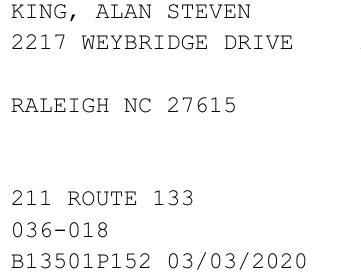 KING, ALAN STEVEN
2217 WEYBRIDGE DRIVE
RALEIGH NC 27615
211 ROUTE 133
036-018
B13501P152 03/03/2020